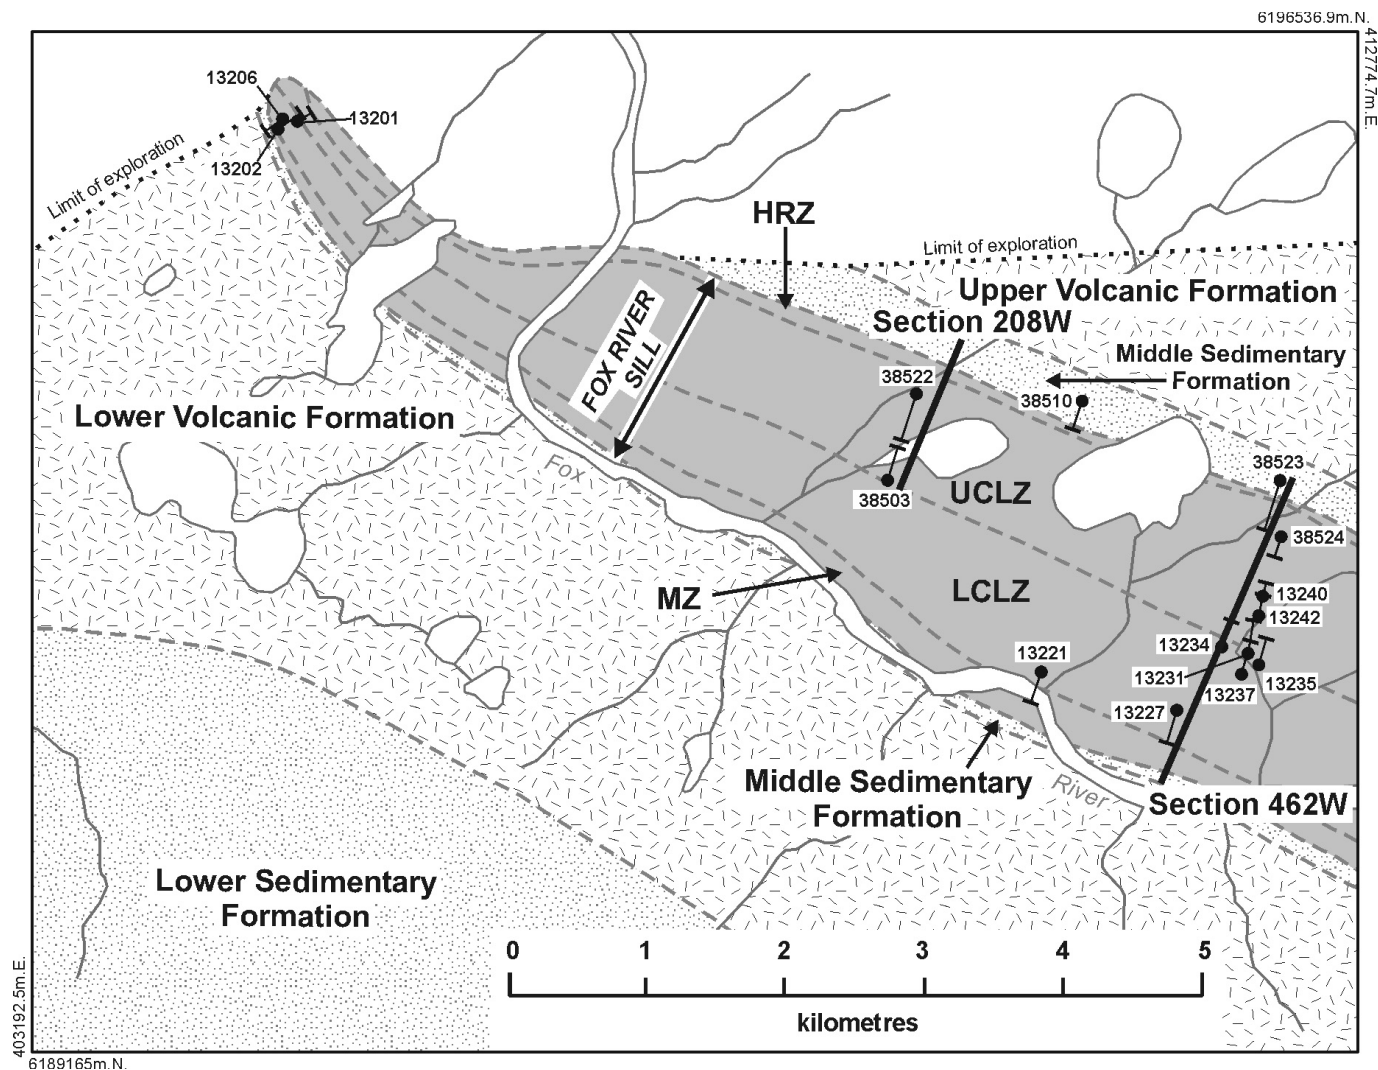 6196536.9m.N.
412774.7m.E.
13206
13201
13202
Limit of exploration
HRZ
Limit of exploration
Upper Volcanic Formation
Section 208W
FOX RIVER
SILL
Middle Sedimentary
Formation
38522
38510
Lower Volcanic Formation
Fox
38503
UCLZ
38523
38524
MZ
LCLZ
13240
13242
13234
13221
13231
13237
13235
13227
Middle Sedimentary
Formation
River
Section 462W
Lower Sedimentary
Formation
0 1 2 3 4 5
kilometres
403192.5m.E.
6189165m.N.